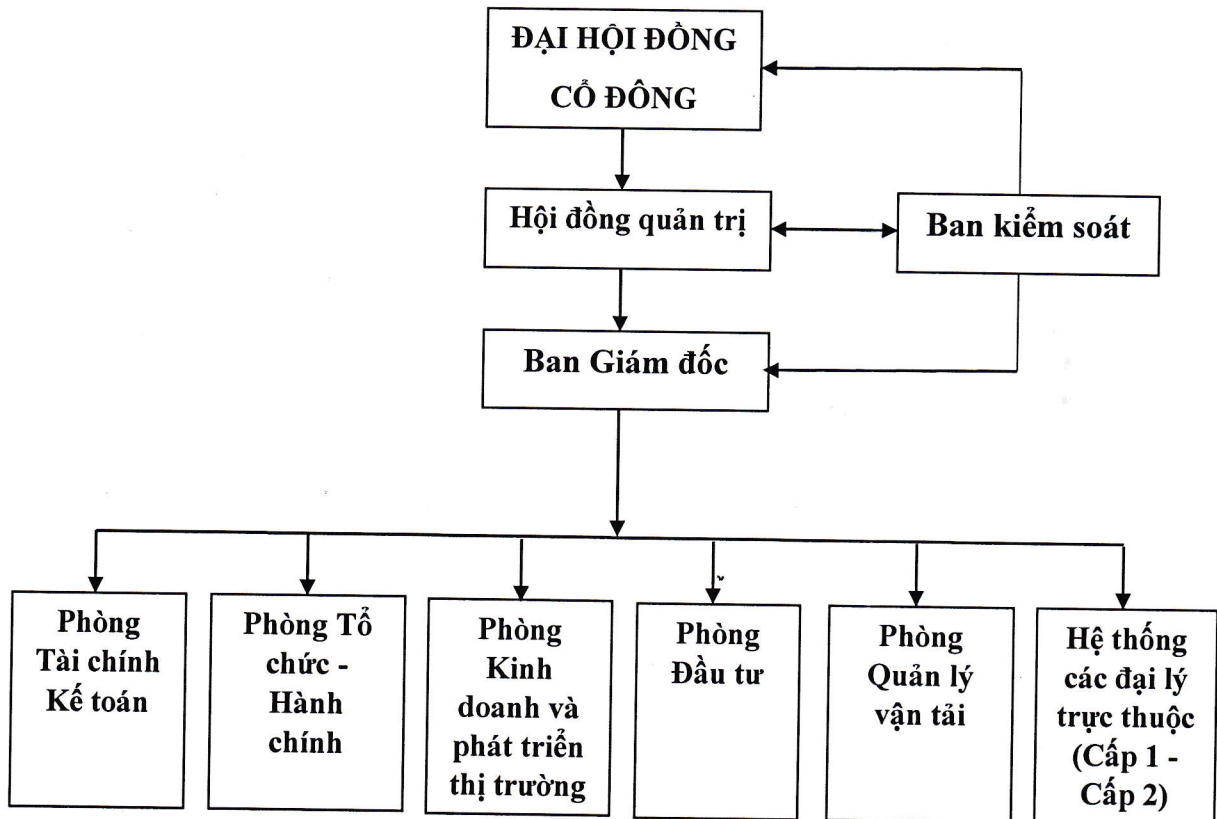 ĐẠI HỘI ĐỒNG
CỔ ĐÔNG
Hội đồng quản trị
Ban kiểm soát
Ban Giám đốc
Phòng
Tài chính
Kế toán
Phòng Tổ
chức -
Hành
chính
Phòng
Kinh
doanh và
phát triển
thị trường
Phòng
Đầu tư
Phòng
Quản lý
vận tải
Hệ thống
các đại lý
trực thuộc
(Cấp 1 -
Cấp 2)